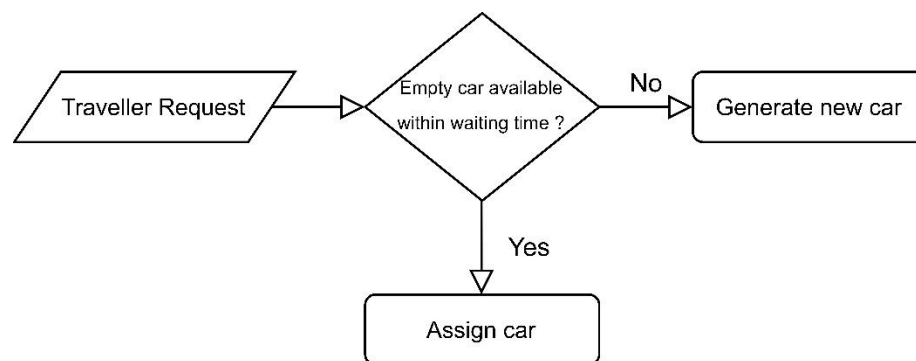 Traveller Request
Empty car available
within waiting time ?
No
Generate new car
Yes
Assign car